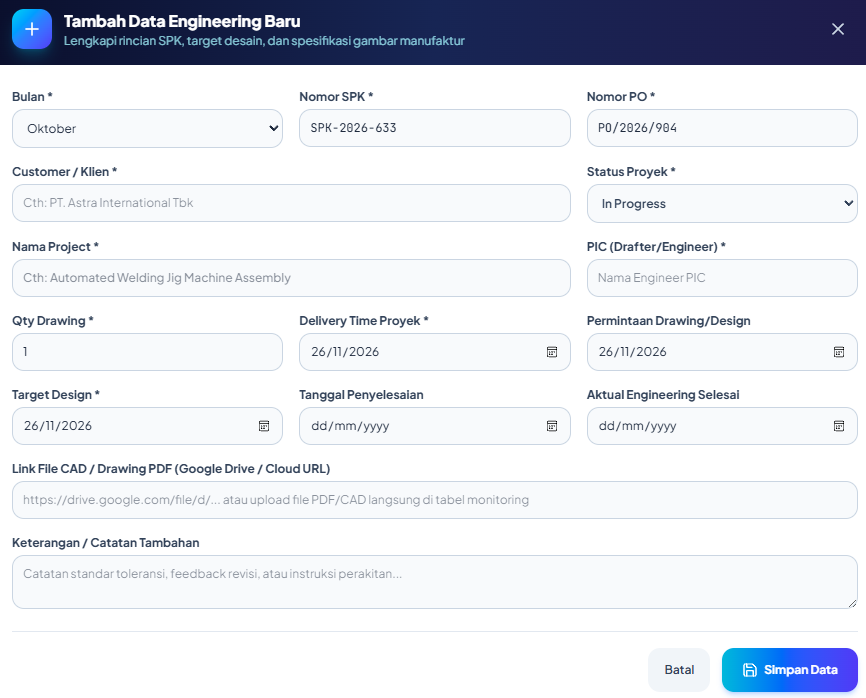 Tambah Data Engineering Baru
Lengkapi rincian SPK, target desain, dan spesifikasi gambar manufaktur
Bulan *
Nomor SPK *
Nomor PO *
Oktober
SPK-2026-633
PO/2026/904
Customer / Klien *
Status Proyek *
Cth: PT. Astra International Tbk
In Progress
Nama Project *
PIC (Drafter/Engineer) *
Cth: Automated Welding Jig Machine Assembly
Nama Engineer PIC
Qty Drawing *
Delivery Time Proyek *
Permintaan Drawing/Design
1
26/11/2026
26/11/2026
Target Design *
Tanggal Penyelesaian
Aktual Engineering Selesai
26/11/2026
dd/mm/yyyy
dd/mm/yyyy
Link File CAD / Drawing PDF (Google Drive / Cloud URL)
https://drive.google.com/file/d/... atau upload file PDF/CAD langsung di tabel monitoring
Keterangan / Catatan Tambahan
Catatan standar toleransi, feedback revisi, atau instruksi perakitan...
Batal
Simpan Data